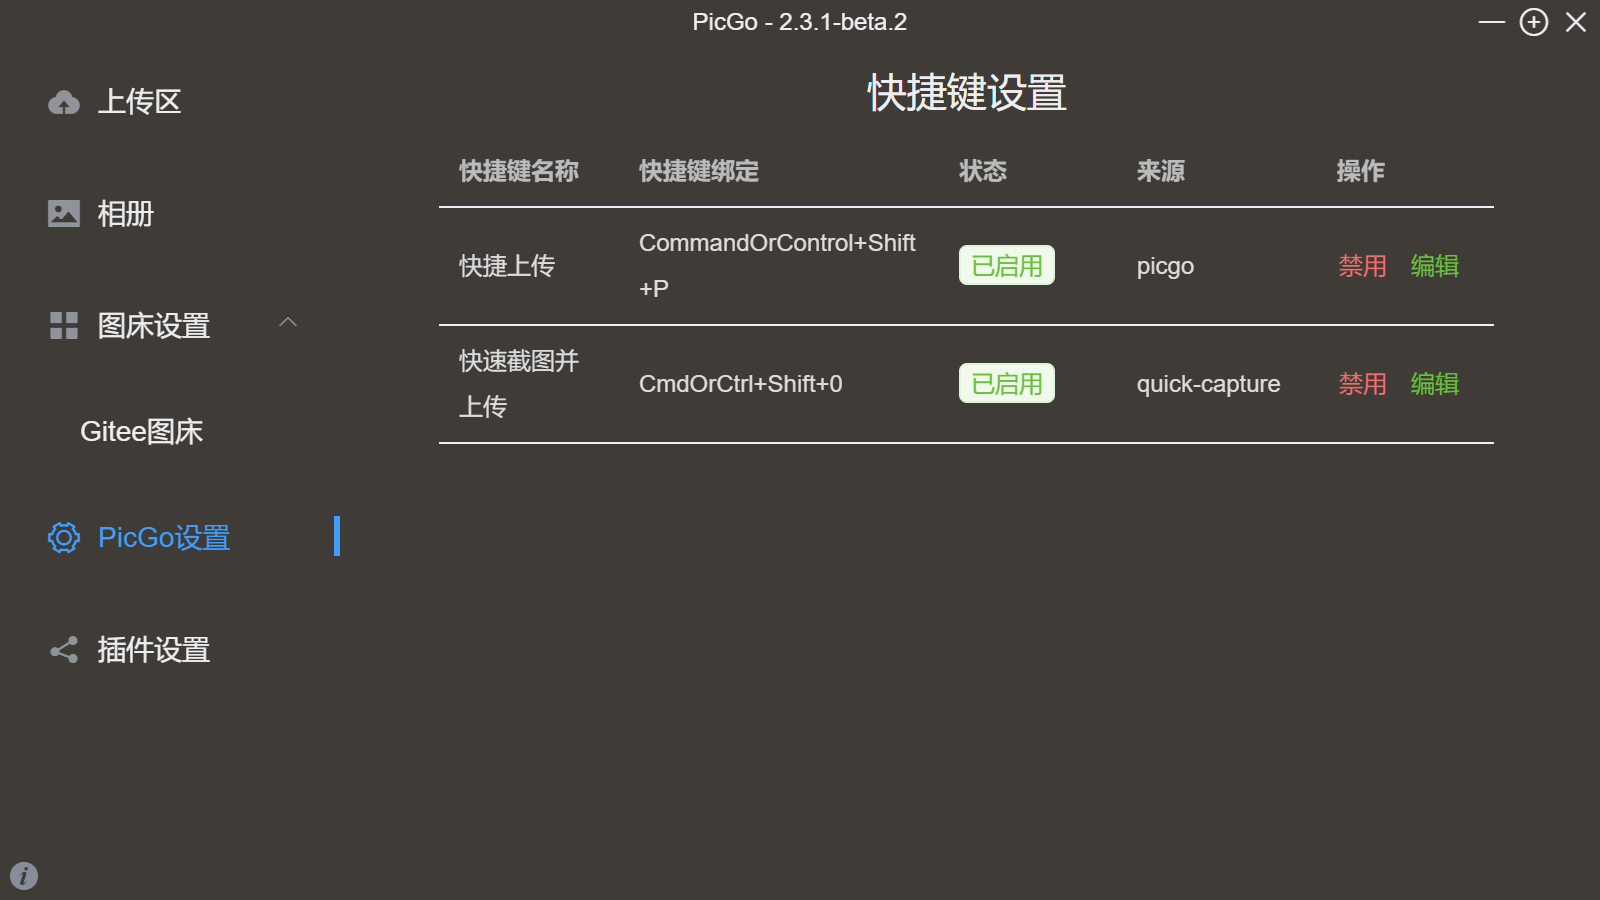 PicGo - 2.3.1-beta.2
上传区
相册
图床设置
Gitee图床
PicGo设置
插件设置
快捷键设置
快捷键名称 快捷键绑定 状态 来源 操作
快捷上传 CommandOrControl+Shift
+P 已启用 picgo 禁用 编辑
快速截图并
上传 CmdOrCtrl+Shift+0 已启用 quick-capture 禁用 编辑